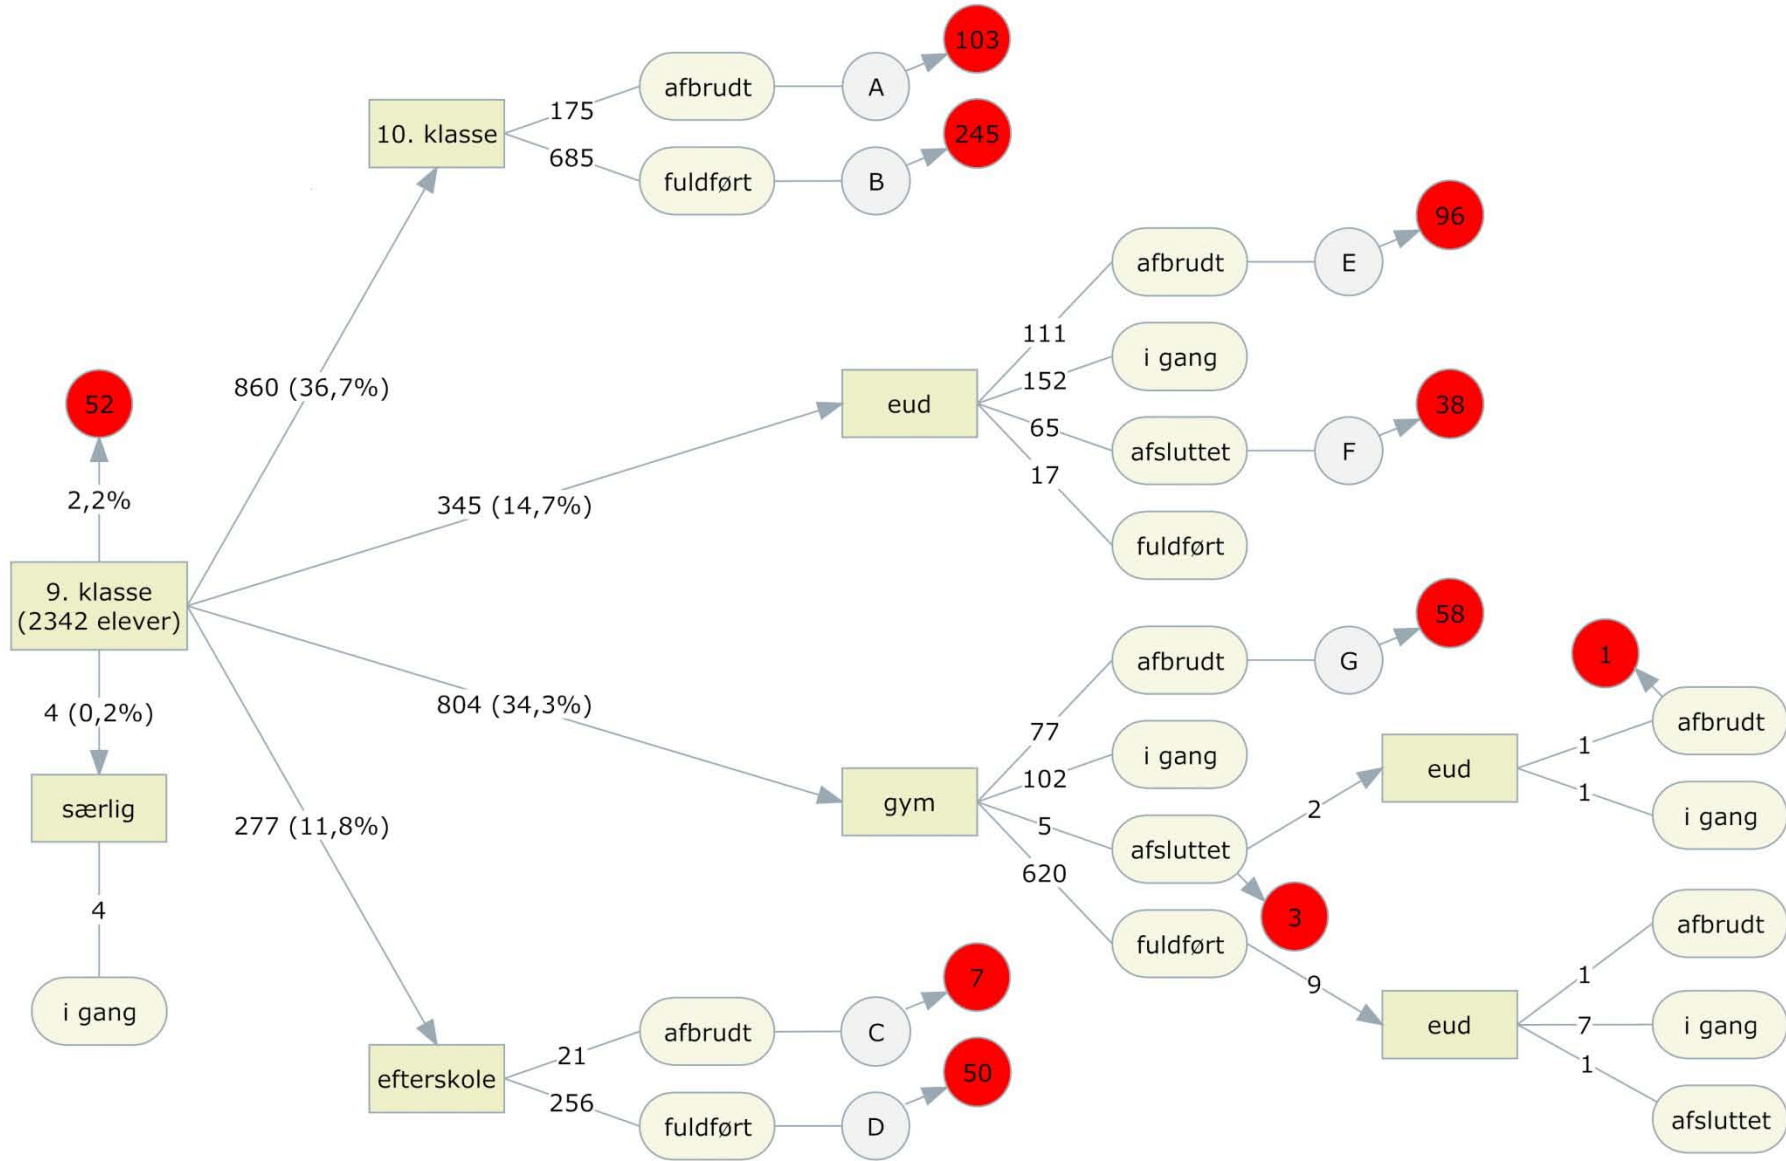 103
afbrudt
A
175
10. klasse
245
685
fuldført
B
96
afbrudt
E
111
i gang
860 (36,7%)
152
52
eud
38
65
afsluttet
F
17
2,2%
345 (14,7%)
fuldført
9. klasse
(2342 elever)
58
afbrudt
G
1
804 (34,3%)
4 (0,2%)
77
afbrudt
1
i gang
eud
102
1
særlig
gym
2
i gang
277 (11,8%)
5
afsluttet
620
4
3
afbrudt
fuldført
1
7
9
i gang
21
afbrudt
C
eud
7
i gang
1
efterskole
50
256
fuldført
D
afsluttet